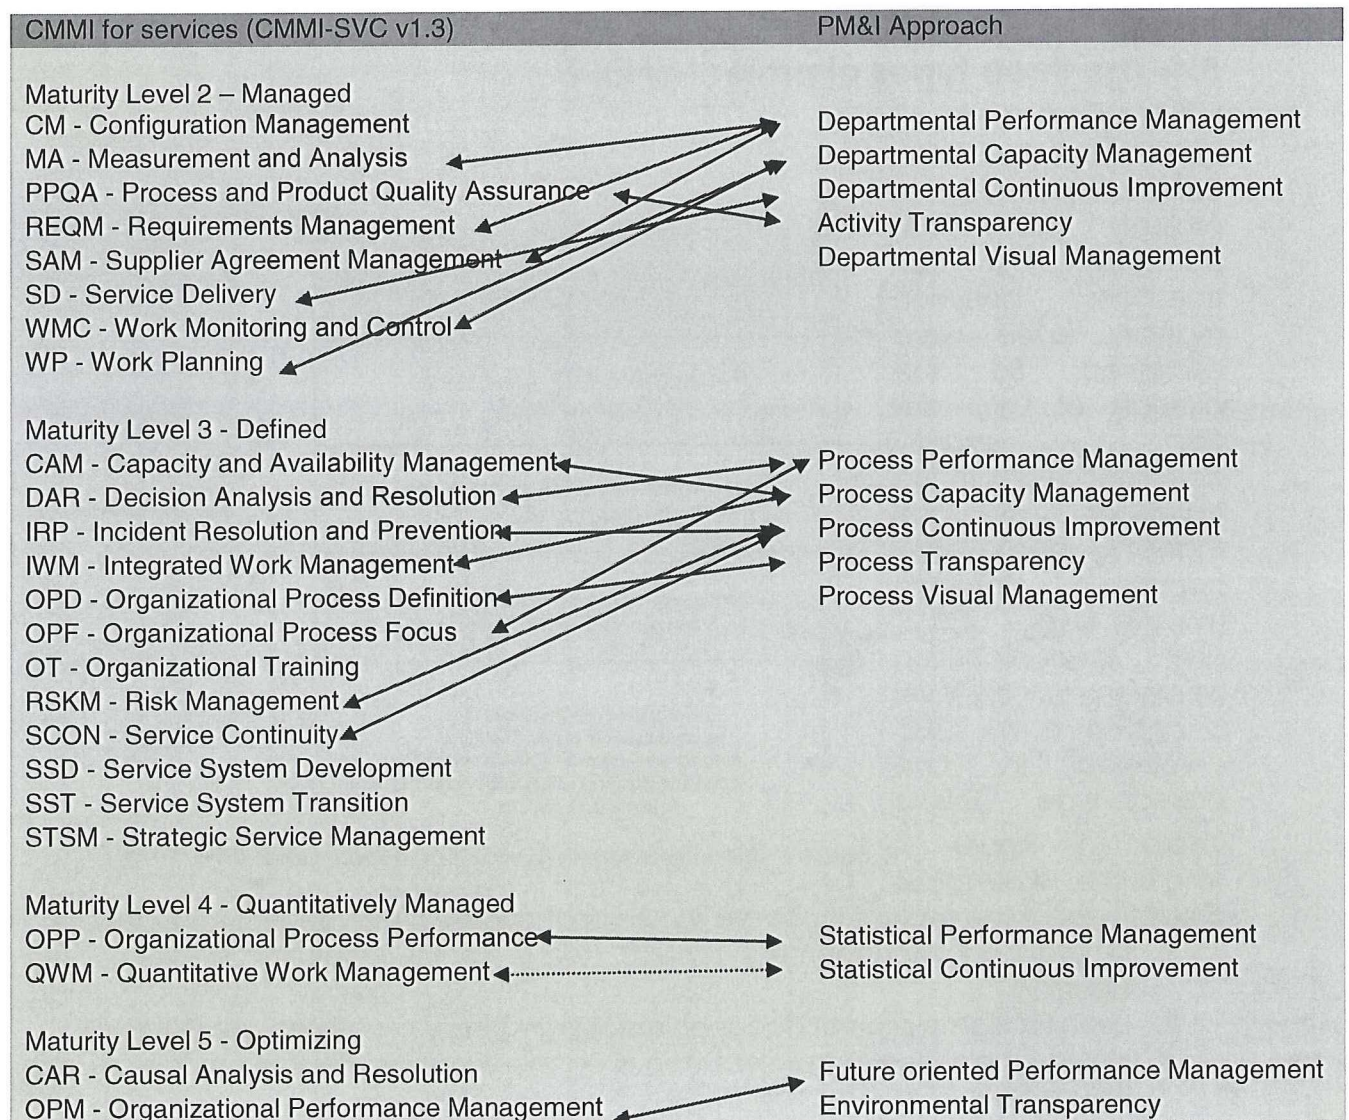 CMMI for services (CMMI-SVC v1.3) PM&I Approach
Maturity Level 2 – Managed
CM - Configuration Management Departmental Performance Management
MA - Measurement and Analysis Departmental Capacity Management
PPQA - Process and Product Quality Assurance Departmental Continuous Improvement
REQM - Requirements Management Activity Transparency
SAM - Supplier Agreement Management Departmental Visual Management
SD - Service Delivery
WMC - Work Monitoring and Control
WP - Work Planning
Maturity Level 3 - Defined
CAM - Capacity and Availability Management Process Performance Management
DAR - Decision Analysis and Resolution Process Capacity Management
IRP - Incident Resolution and Prevention Process Continuous Improvement
IWM - Integrated Work Management Process Transparency
OPD - Organizational Process Definition Process Visual Management
OPF - Organizational Process Focus
OT - Organizational Training
RSKM - Risk Management
SCON - Service Continuity
SSD - Service System Development
SST - Service System Transition
STSM - Strategic Service Management
Maturity Level 4 - Quantitatively Managed
OPP - Organizational Process Performance Statistical Performance Management
QWM - Quantitative Work Management Statistical Continuous Improvement
Maturity Level 5 - Optimizing
CAR - Causal Analysis and Resolution Future oriented Performance Management
OPM - Organizational Performance Management Environmental Transparency